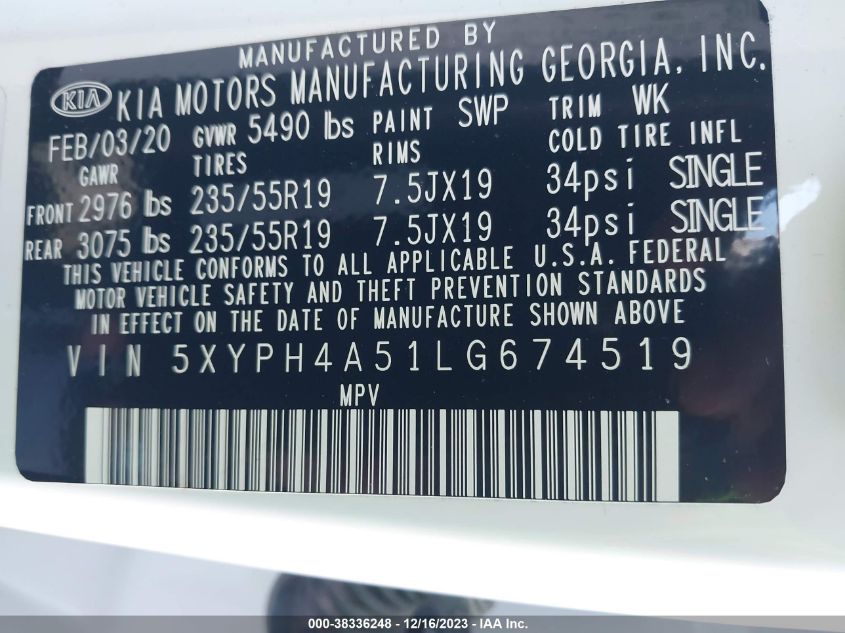 MANUFACTURED BY
KIA KIA MOTORS MANUFACTURING GEORGIA, INC.
FEB/03/20 GVWR 5490 lbs PAINT SWP TRIM WK
GAWR TIRES RIMS COLD TIRE INFL
FRONT 2976 lbs 235/55R19 7.5JX19 34psi SINGLE
REAR 3075 lbs 235/55R19 7.5JX19 34psi SINGLE
THIS VEHICLE CONFORMS TO ALL APPLICABLE U.S.A. FEDERAL
MOTOR VEHICLE SAFETY AND THEFT PREVENTION STANDARDS
IN EFFECT ON THE DATE OF MANUFACTURE SHOWN ABOVE
VIN 5XYPH4A51LG674519
MPV
000-38336248 - 12/16/2023 - IAA Inc.